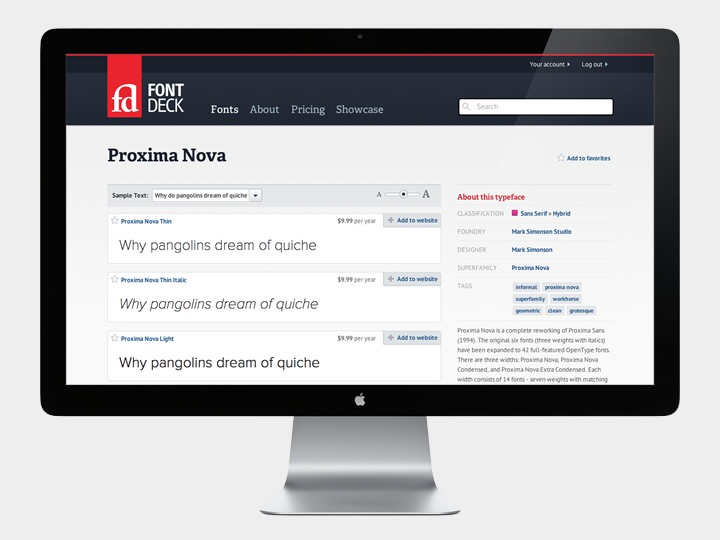 Your account
Log out
fd FONT
DECK
Fonts About Pricing Showcase
Search
Proxima Nova
Add to favorites
Sample Text: Why do pangolins dream of quiche
A A
Proxima Nova Thin $9.99 per year Add to website
Why pangolins dream of quiche
Proxima Nova Thin Italic $9.99 per year Add to website
Why pangolins dream of quiche
Proxima Nova Light $9.99 per year Add to website
Why pangolins dream of quiche
About this typeface
CLASSIFICATION Sans Serif » Hybrid
FOUNDRY Mark Simonson Studio
DESIGNER Mark Simonson
SUPERFAMILY Proxima Nova
TAGS informal proxima nova
superfamily workhorse
geometric clean grotesque
Proxima Nova is a complete reworking of Proxima Sans
(1994). The original six fonts (three weights with italics)
have been expanded to 42 full-featured OpenType fonts.
There are three widths: Proxima Nova, Proxima Nova
Condensed, and Proxima Nova Extra Condensed. Each
width consists of 14 fonts - seven weights with matching